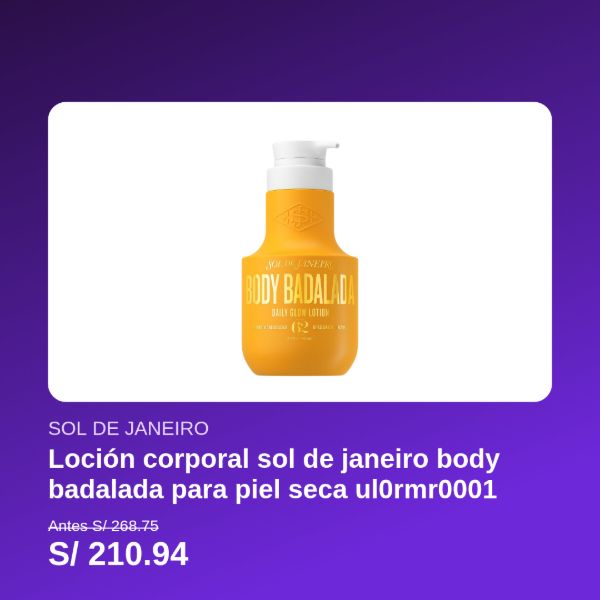 SOL DE JANEIRO
BODY BADALADA
DAILY GLOW LOTION
62
SOL DE JANEIRO
Loción corporal sol de janeiro body
badalada para piel seca ul0rmr0001
Antes S/ 268.75
S/ 210.94